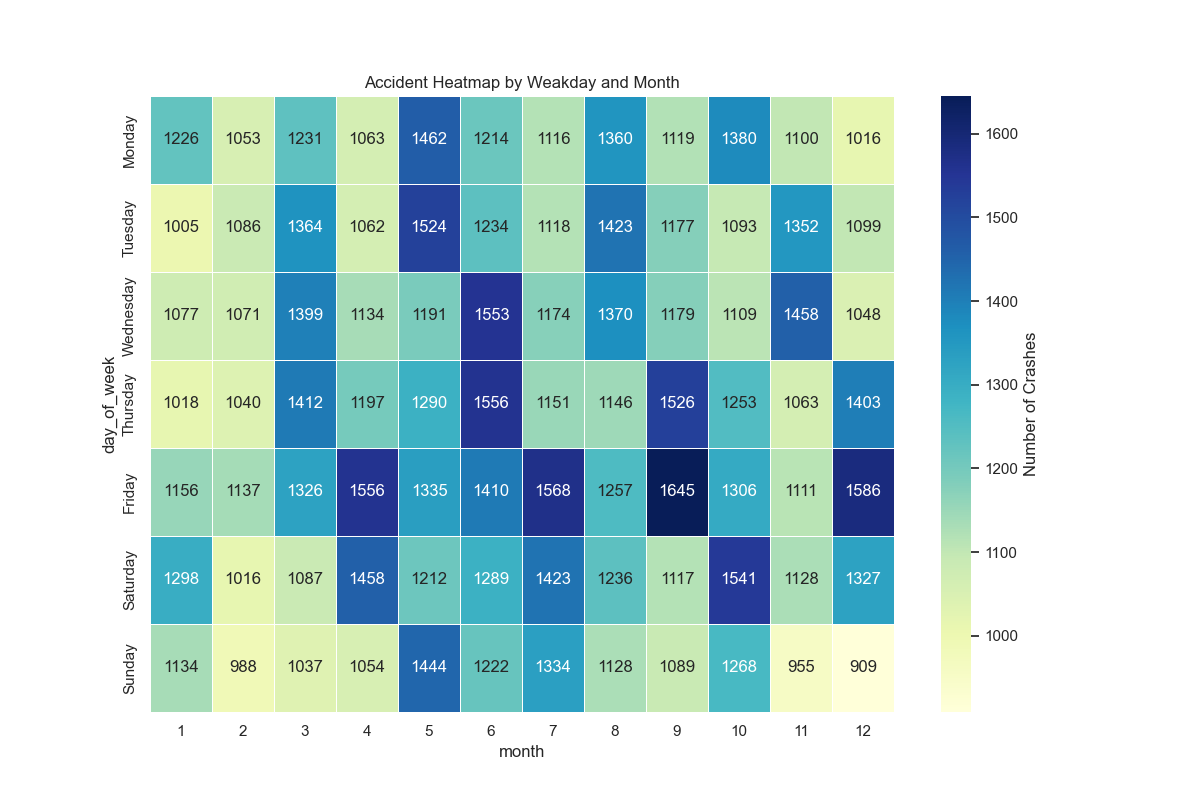 Accident Heatmap by Weakday and Month
Monday 1226 1053 1231 1063 1462 1214 1116 1360 1119 1380 1100 1016
Tuesday 1005 1086 1364 1062 1524 1234 1118 1423 1177 1093 1352 1099
Wednesday 1077 1071 1399 1134 1191 1553 1174 1370 1179 1109 1458 1048
Thursday 1018 1040 1412 1197 1290 1556 1151 1146 1526 1253 1063 1403
Friday 1156 1137 1326 1556 1335 1410 1568 1257 1645 1306 1111 1586
Saturday 1298 1016 1087 1458 1212 1289 1423 1236 1117 1541 1128 1327
Sunday 1134 988 1037 1054 1444 1222 1334 1128 1089 1268 955 909
1 2 3 4 5 6 7 8 9 10 11 12
month
day_of_week
1600
1500
1400
1300
1200
1100
1000
Number of Crashes